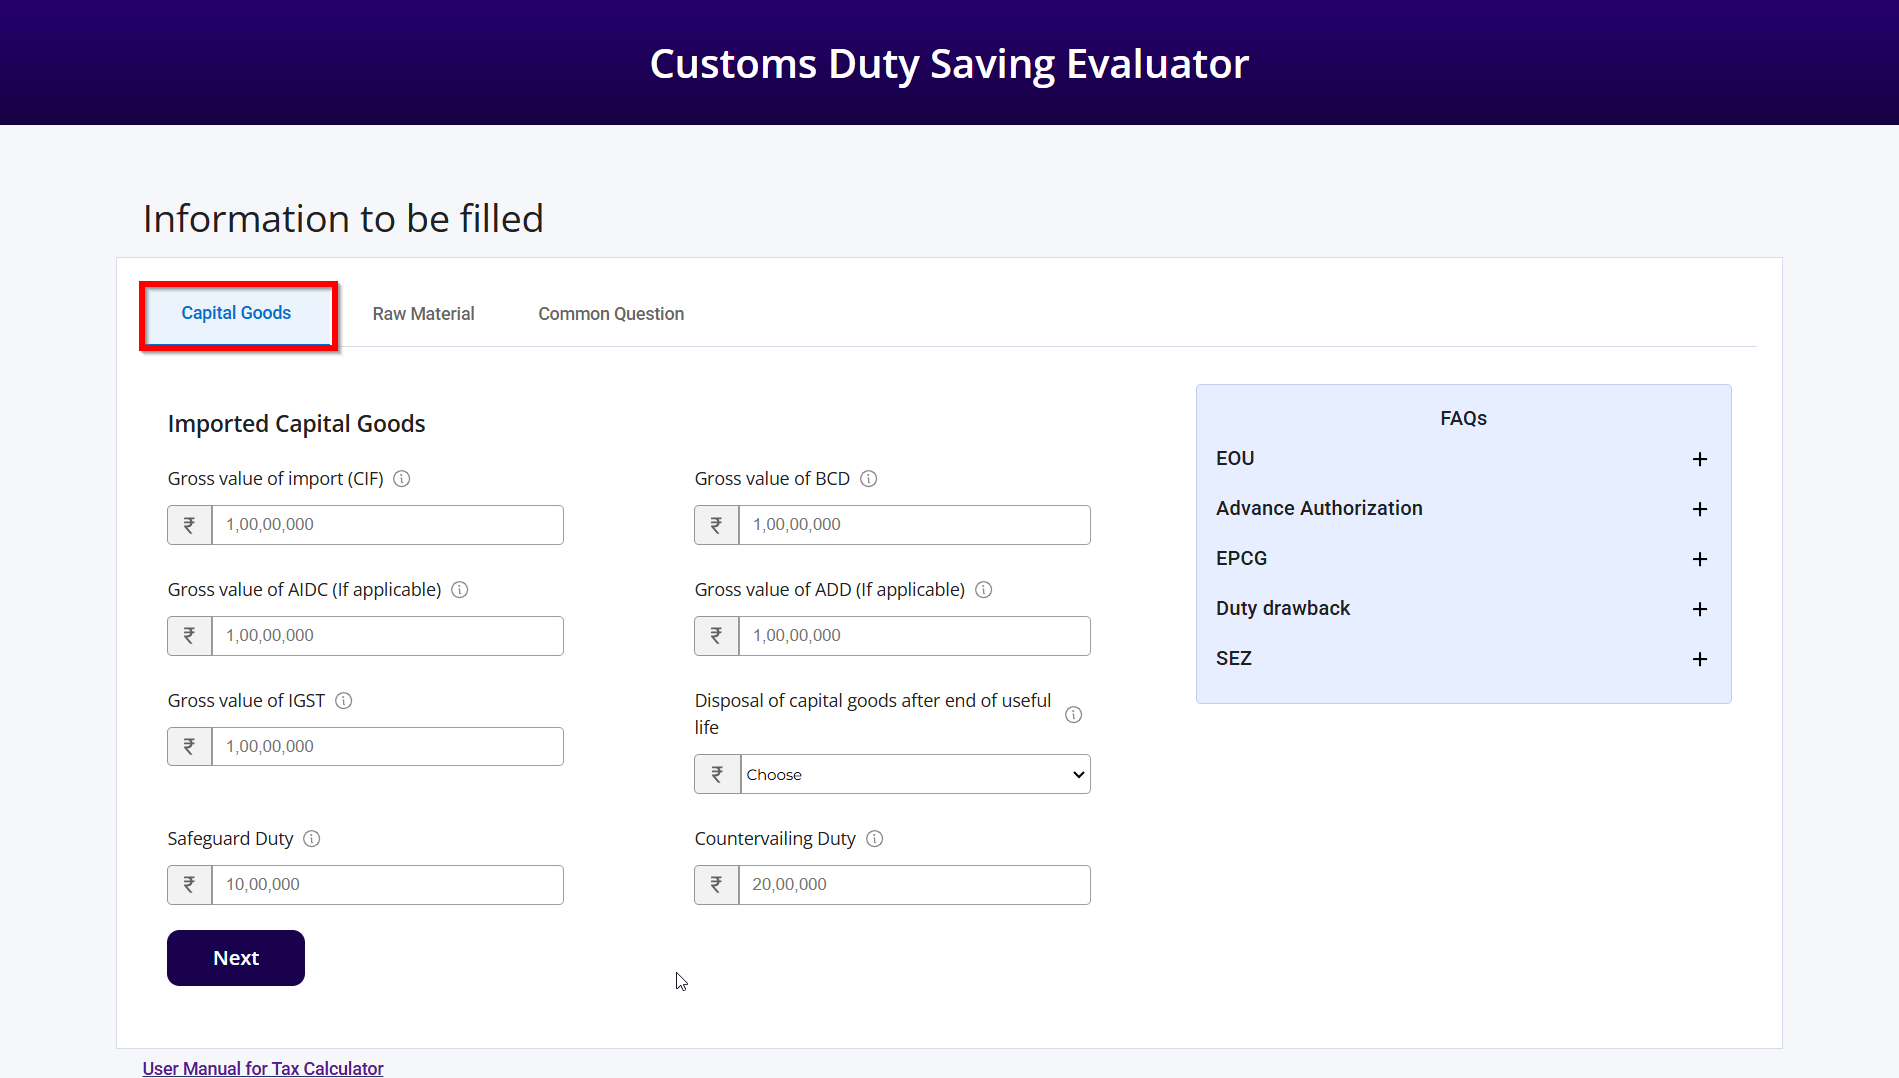 Customs Duty Saving Evaluator
Information to be filled
Capital Goods
Raw Material
Common Question
Imported Capital Goods
Gross value of import (CIF)
₹ 1,00,00,000
Gross value of BCD
₹ 1,00,00,000
Gross value of AIDC (If applicable)
₹ 1,00,00,000
Gross value of ADD (If applicable)
₹ 1,00,00,000
Gross value of IGST
₹ 1,00,00,000
Disposal of capital goods after end of useful
life
₹ Choose
Safeguard Duty
₹ 10,00,000
Countervailing Duty
₹ 20,00,000
Next
FAQs
EOU +
Advance Authorization +
EPCG +
Duty drawback +
SEZ +
User Manual for Tax Calculator